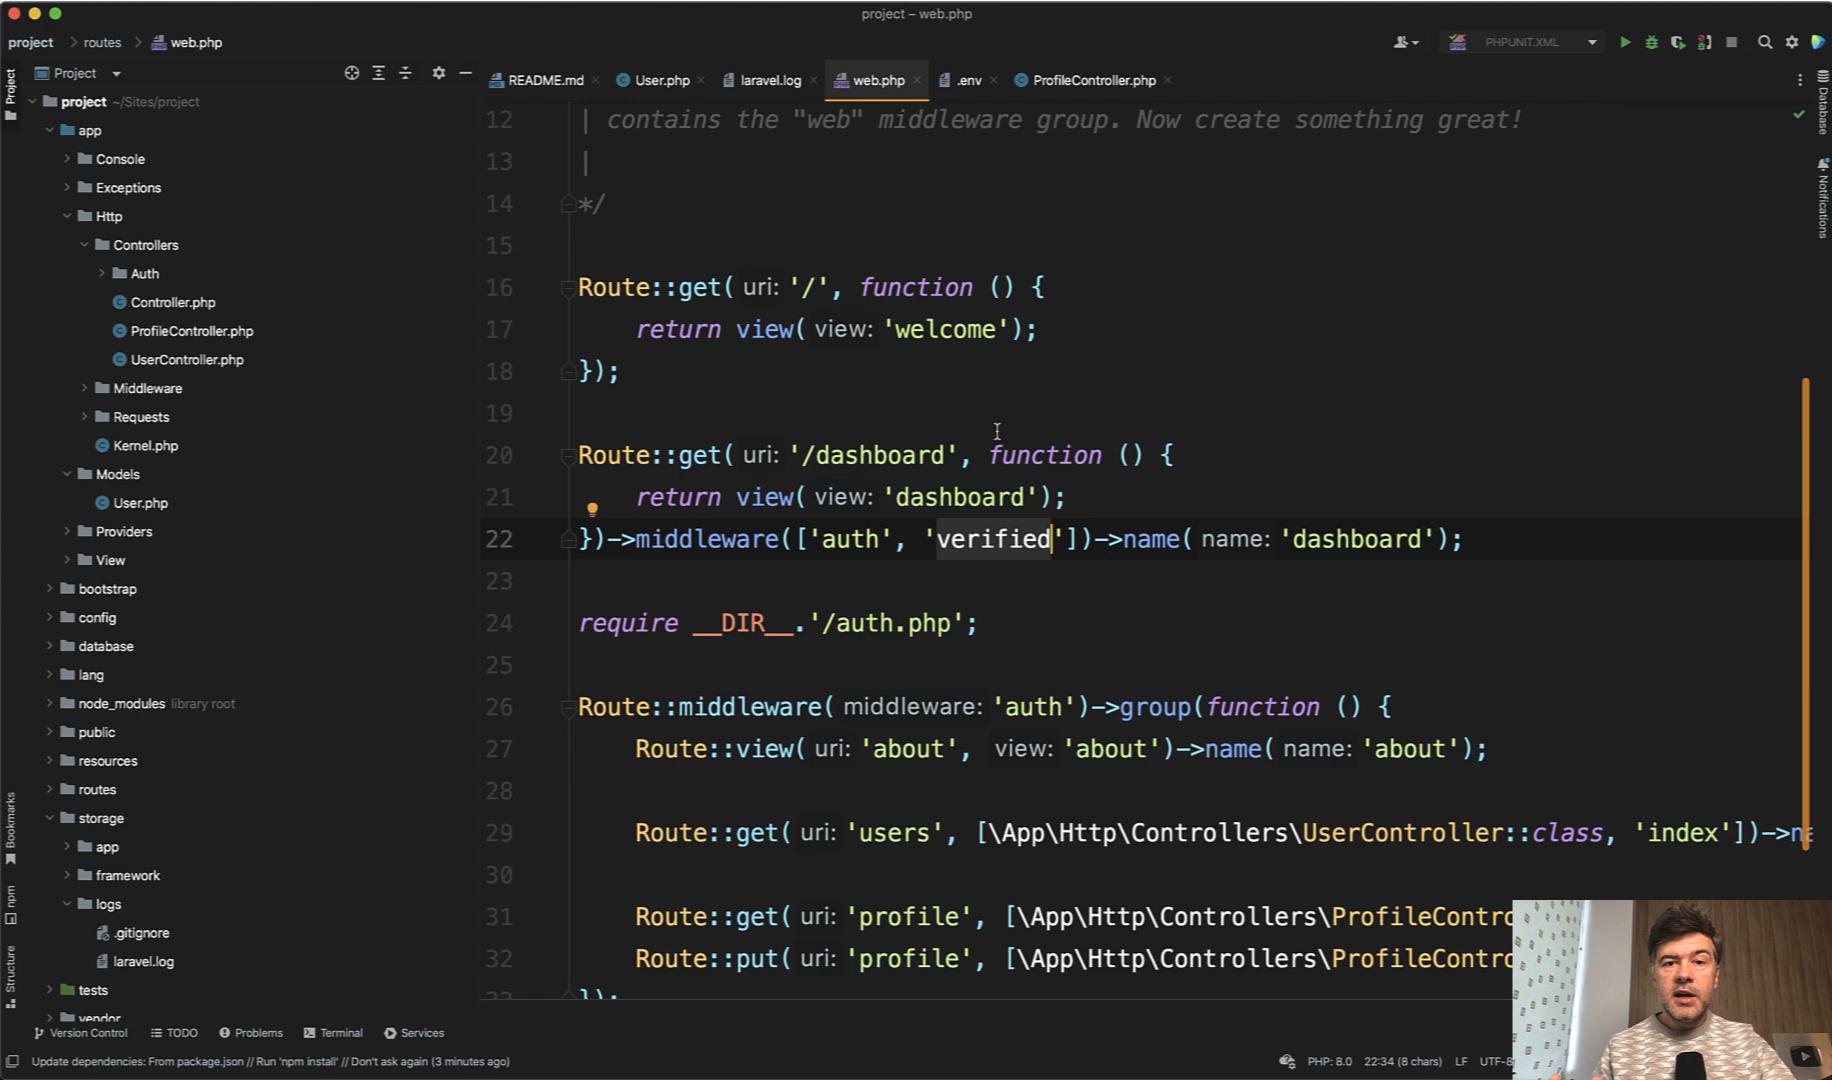 project – web.php
project routes web.php
PHPUNIT.XML
Project
README.md User.php laravel.log web.php .env ProfileController.php
Project
Bookmarks
npm
Structure
Database
Notifications
project ~/Sites/project
app
Console
Exceptions
Http
Controllers
Auth
Controller.php
ProfileController.php
UserController.php
Middleware
Requests
Kernel.php
Models
User.php
Providers
View
bootstrap
config
database
lang
node_modules library root
public
resources
routes
storage
app
framework
logs
.gitignore
laravel.log
tests
vendor
12 | contains the "web" middleware group. Now create something great!
13 |
14 */
15
16 Route::get( uri: '/', function () {
17 return view( view: 'welcome');
18 });
19
20 Route::get( uri: '/dashboard', function () {
21 return view( view: 'dashboard');
22 })->middleware(['auth', 'verified'])->name( name: 'dashboard');
23
24 require __DIR__.'/auth.php';
25
26 Route::middleware( middleware: 'auth')->group(function () {
27 Route::view( uri: 'about', view: 'about')->name( name: 'about');
28
29 Route::get( uri: 'users', [\App\Http\Controllers\UserController::class, 'index'])->n
30
31 Route::get( uri: 'profile', [\App\Http\Controllers\ProfileContro
32 Route::put( uri: 'profile', [\App\Http\Controllers\ProfileContro
});
Version Control TODO Problems Terminal Services
Update dependencies: From package.json // Run 'npm install' // Don't ask again (3 minutes ago)
PHP: 8.0 22:34 (8 chars) LF UTF-8